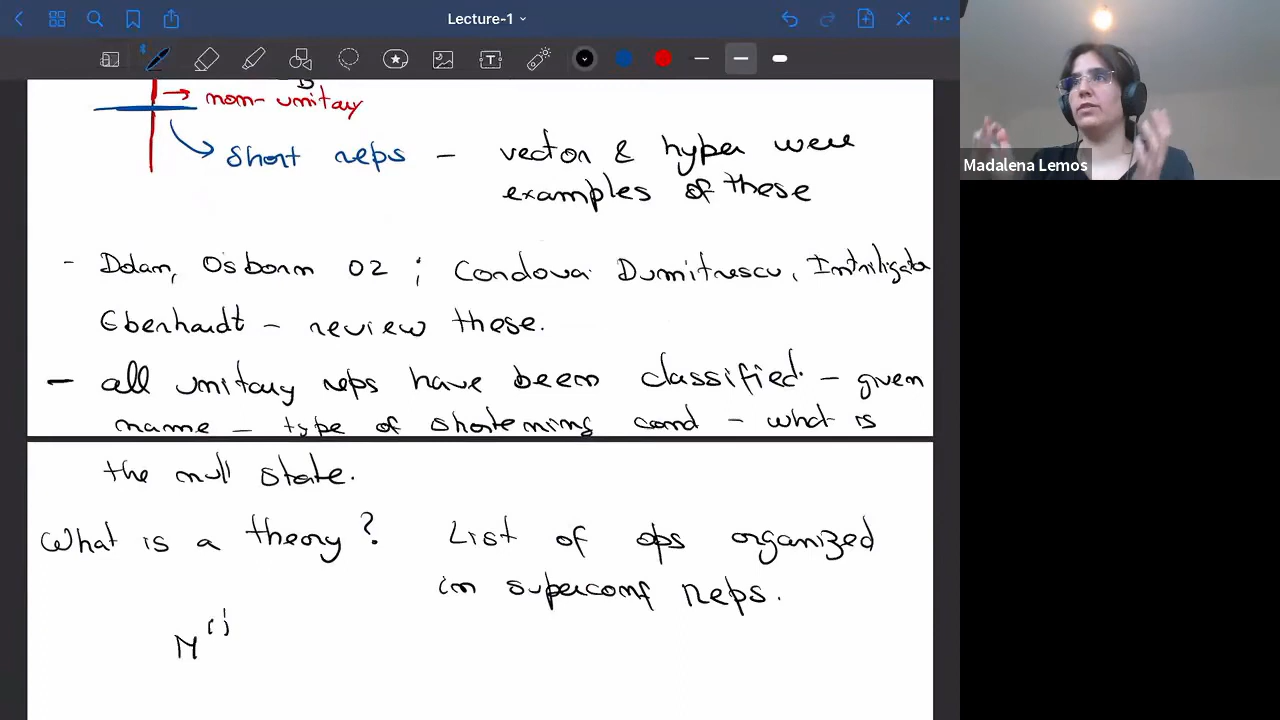 Lecture-1
Madalena Lemos
non-unitary
short reps – vector & hyper were
examples of these
- Dolan, Osborn 02 ; Cordova Dumitrescu, Intriligator
Eberhardt – review these.
- all unitary reps have been classified – given
name – type of shortening cond – what is
the null state.
What is a theory? List of ops organized
in superconf reps.